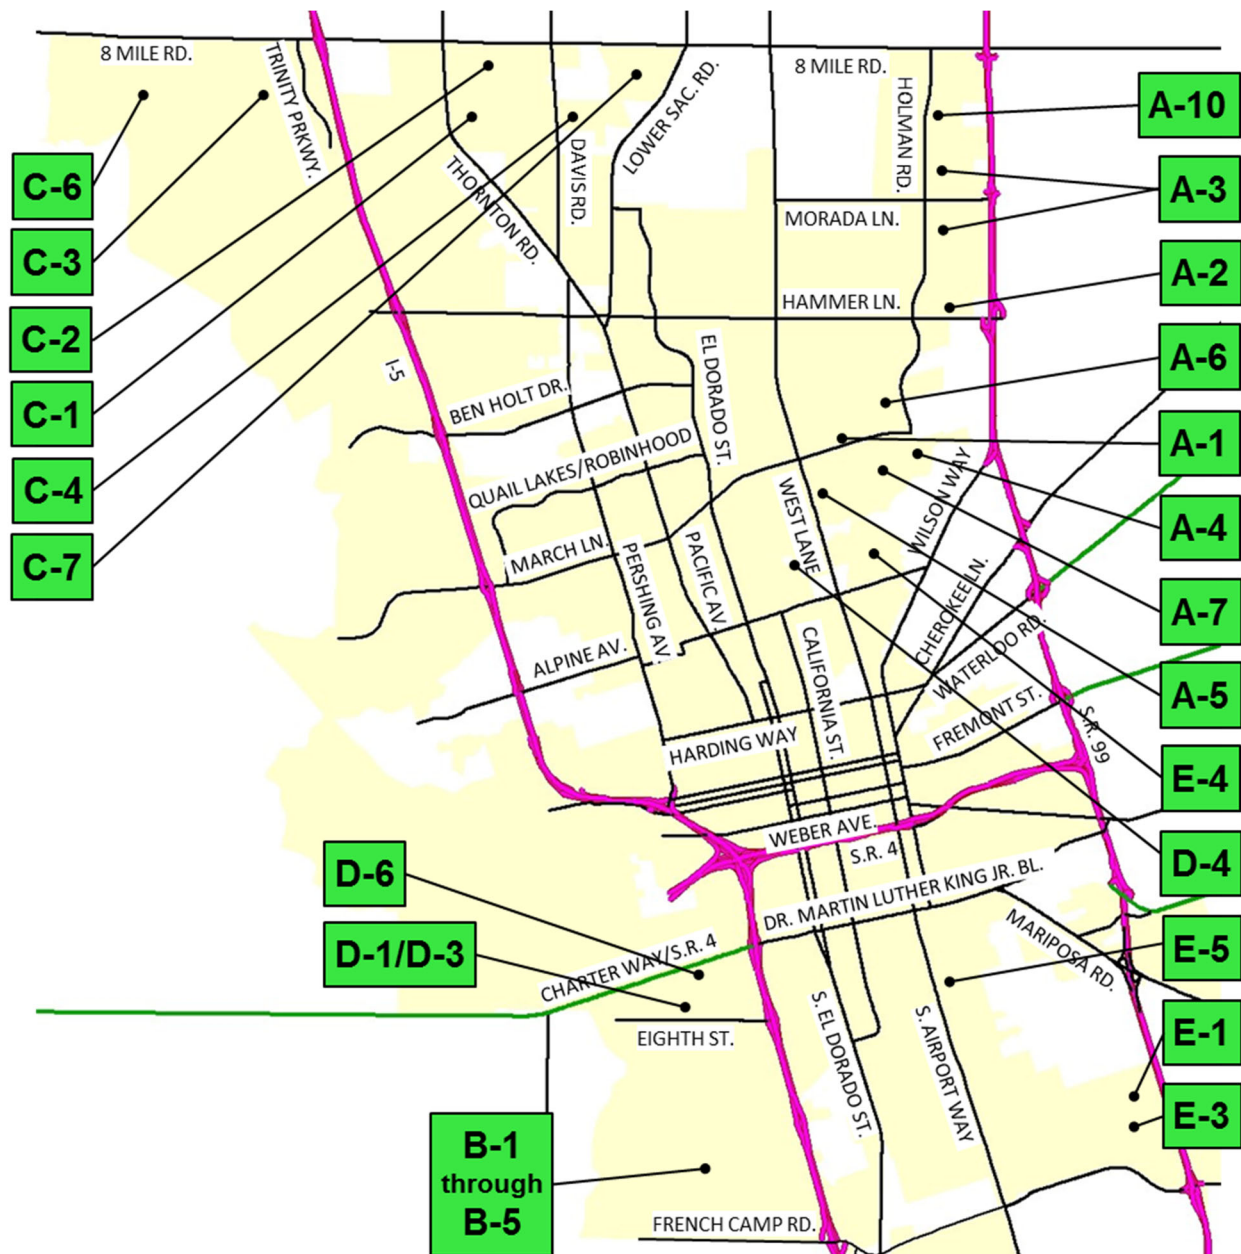 8 MILE RD.
TRINITY PRKWY.
LOWER SAC. RD.
8 MILE RD.
HOLMAN RD.
A-10
C-6
THORNTON RD.
DAVIS RD.
MORADA LN.
A-3
C-3
A-2
C-2
HAMMER LN.
I-5
EL DORADO ST.
A-6
C-1
BEN HOLT DR.
A-1
C-4
QUAIL LAKES/ROBINHOOD
WEST LANE
WILSON WAY
A-4
C-7
MARCH LN.
PERSHING AV.
PACIFIC AV.
CHEROKEE LN.
A-7
ALPINE AV.
CALIFORNIA ST.
WATERLOO RD.
A-5
HARDING WAY
FREMONT ST.
S.R. 99
E-4
WEBER AVE.
S.R. 4
D-4
D-6
DR. MARTIN LUTHER KING JR. BL.
D-1/D-3
CHARTER WAY/S.R. 4
MARIPOSA RD.
E-5
EIGHTH ST.
S. EL DORADO ST.
S. AIRPORT WAY
E-1
E-3
B-1
through
B-5
FRENCH CAMP RD.